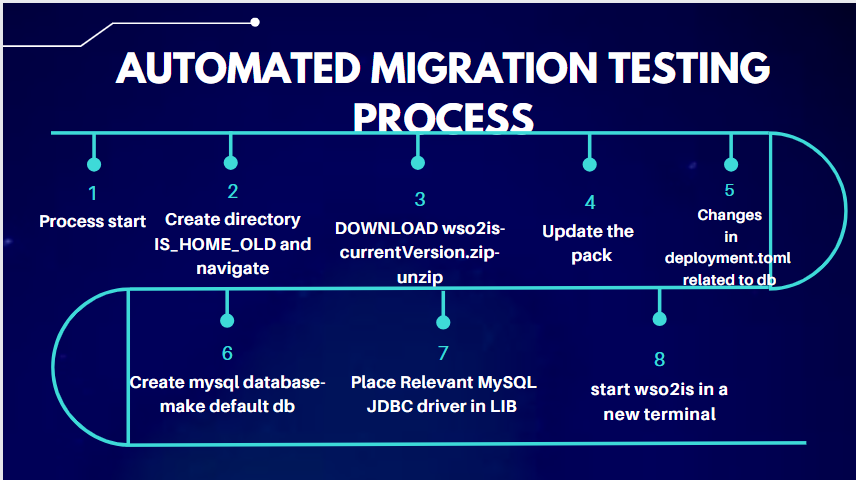 AUTOMATED MIGRATION TESTING
PROCESS
1
Process start
2
Create directory
IS_HOME_OLD and
navigate
3
DOWNLOAD wso2is-
currentVersion.zip-
unzip
4
Update the
pack
5
Changes
in
deployment.toml
related to db
6
Create mysql database-
make default db
7
Place Relevant MySQL
JDBC driver in LIB
8
start wso2is in a
new terminal